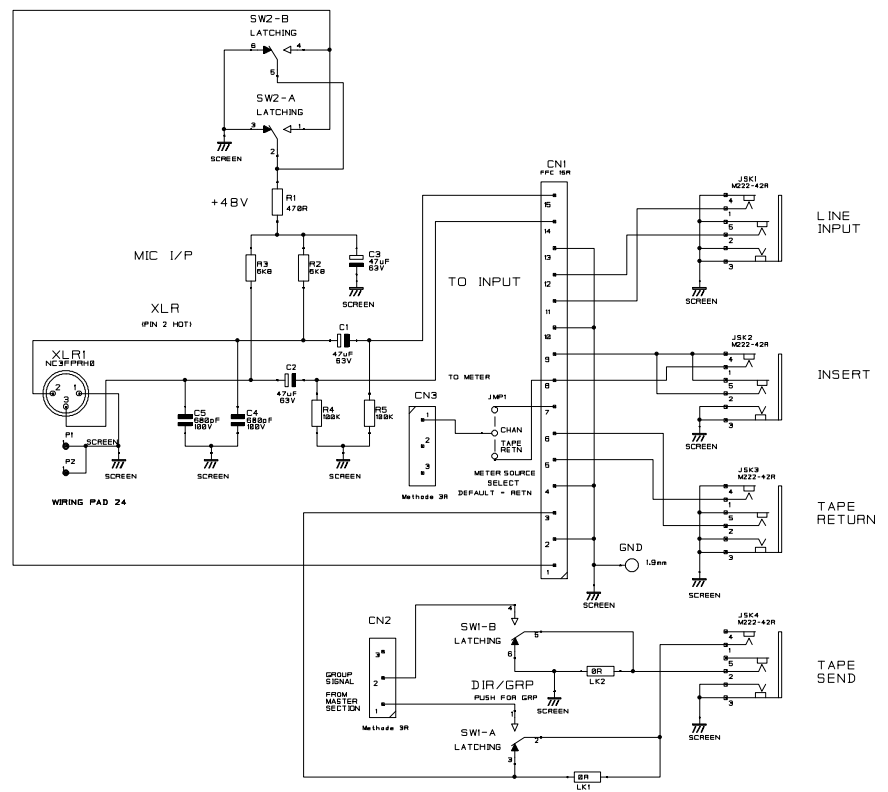 SW2-B
LATCHING
6
4
5
SW2-A
LATCHING
3
1
2
SCREEN
+48V
R1
470R
MIC I/P
R3
6K8
R2
6K8
C3
47uF
63V
SCREEN
XLR
(PIN 2 HOT)
XLR1
NC3FPRH0
2
1
3
C1
47uF
63V
C2
47uF
63V
C5
680pF
100V
C4
680pF
100V
R4
100K
R5
100K
P1
SCREEN
P2
SCREEN
SCREEN
SCREEN
WIRING PAD 24
TO INPUT
TO METER
CN3
1
2
3
Methode 3R
JMP1
CHAN
TAPE
RETN
METER SOURCE
SELECT
DEFAULT - RETN
CN1
FFC 15R
15
14
13
12
11
10
9
8
7
6
5
4
3
2
1
GND
1.9mm
SCREEN
JSK1
M222-42R
4
1
5
2
3
SCREEN
LINE
INPUT
JSK2
M222-42R
4
1
5
2
3
SCREEN
INSERT
JSK3
M222-42R
4
1
5
2
3
SCREEN
TAPE
RETURN
CN2
3
2
1
GROUP
SIGNAL
FROM
MASTER
SECTION
Methode 3R
4
SW1-B
LATCHING
5
6
DIR/GRP
PUSH FOR GRP
SCREEN
0R
LK2
1
SW1-A
LATCHING
2
3
0R
LK1
JSK4
M222-42R
4
1
5
2
3
SCREEN
TAPE
SEND